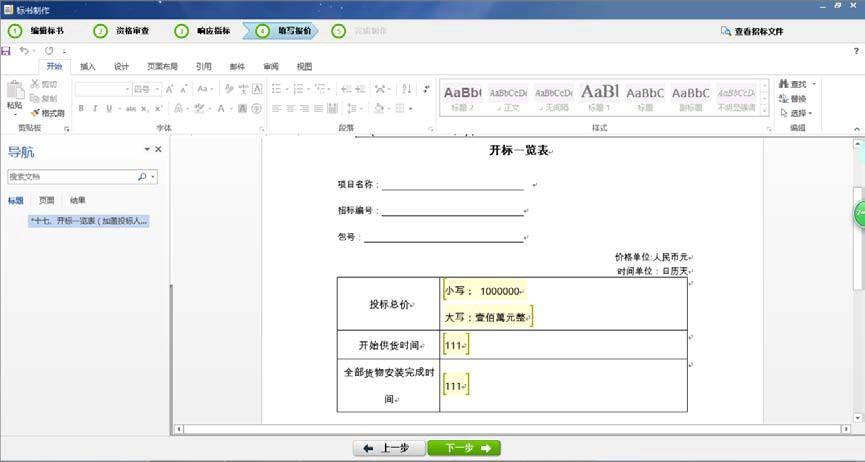 标书制作
1 编辑标书 2 资格审查 3 响应指标 4 填写报价 5 完成制作 查看招标文件
开始 插入 设计 页面布局 引用 邮件 审阅 视图
粘贴 剪切 复制 格式刷
四号
AaBb( AaBbCcDc AaBbCcDc AaBl AaBbC AaBbC AaBbCcDc
标题 2 正文 无间隔 标题 1 标题 副标题 不明显强调
查找 替换 选择
剪贴板 字体 段落 样式 编辑
导航
搜索文档
标题 页面 结果
*十七、开标一览表（加盖投标人...
开标一览表
项目名称：
招标编号：
包号：
价格单位:人民币元
时间单位：日历天
投标总价
小写： 1000000
大写：壹佰萬元整
开始供货时间 111
全部货物安装完成时间 111
上一步 下一步